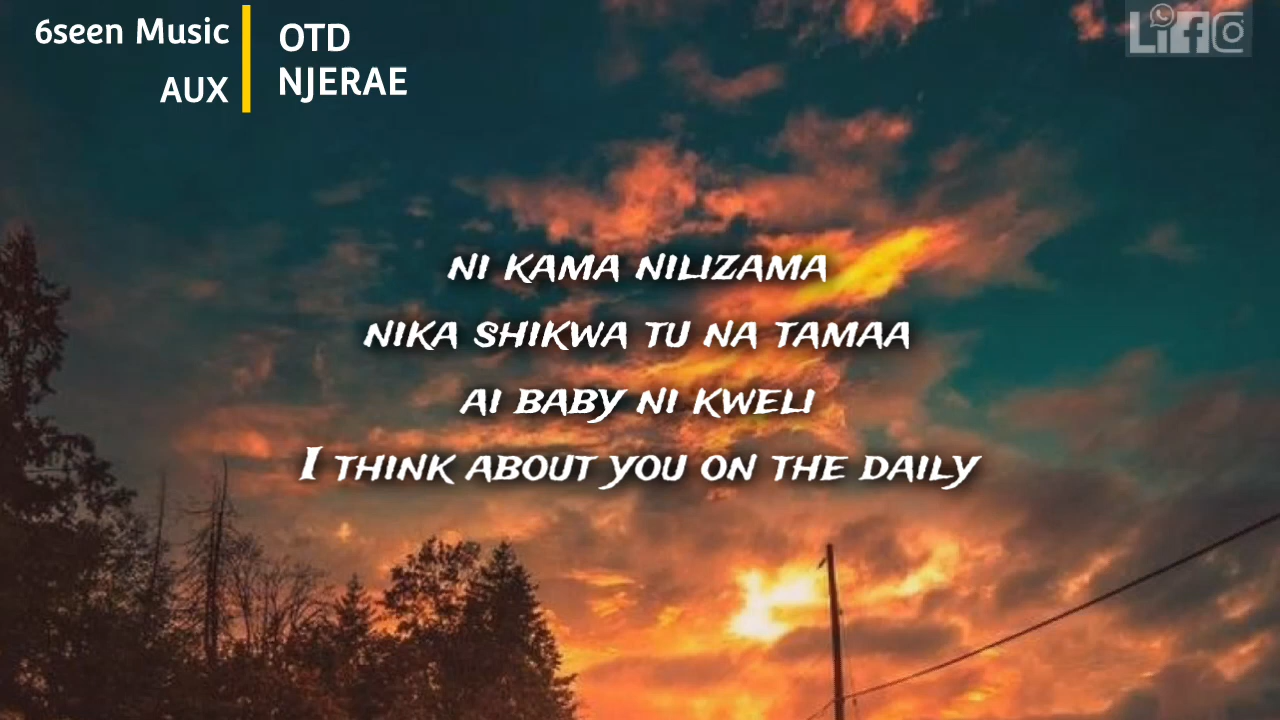 6seen Music
AUX
OTD
NJERAE
NI KAMA NILIZAMA
NIKA SHIKWA TU NA TAMAA
AI BABY NI KWELI
I THINK ABOUT YOU ON THE DAILY